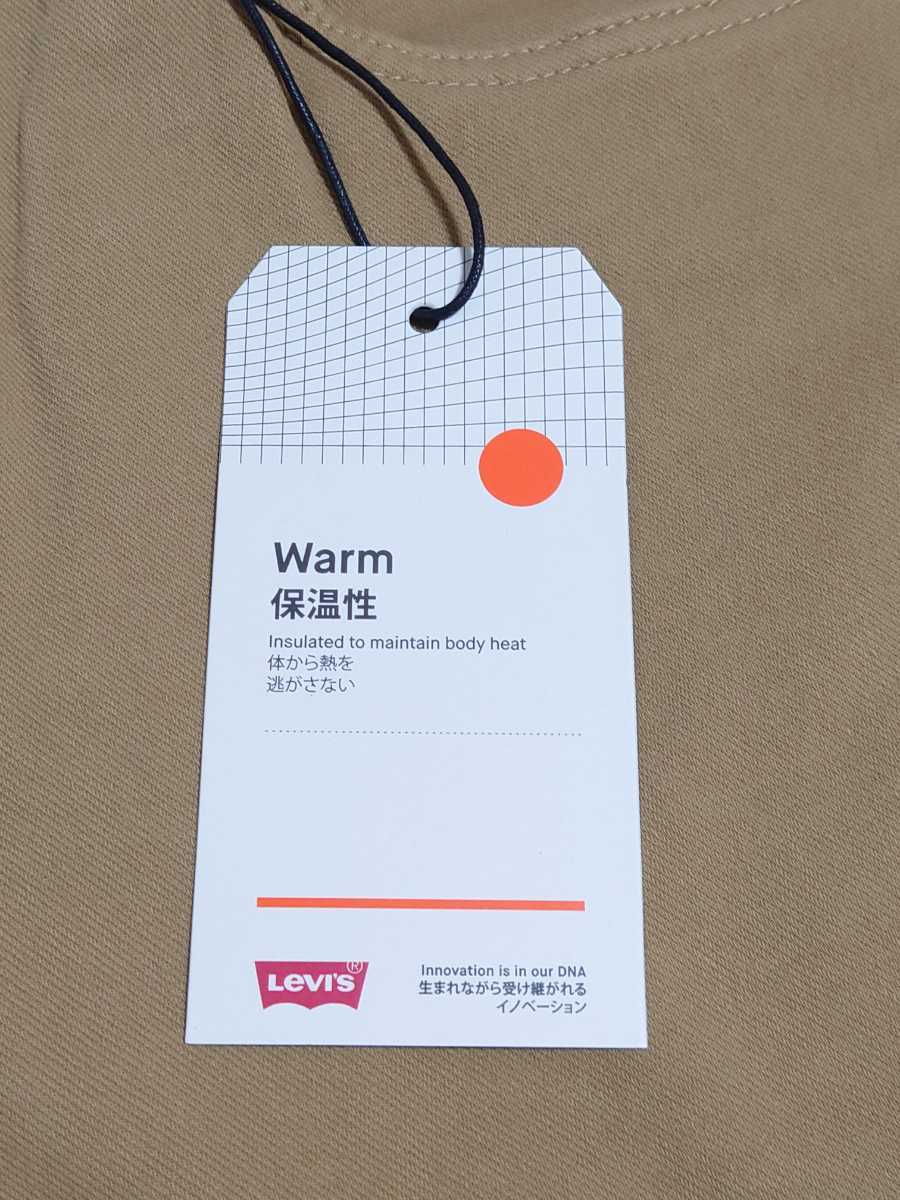 Warm
保温性
Insulated to maintain body heat
体から熱を
逃がさない
LEVI'S®
Innovation is in our DNA
生まれながら受け継がれる
イノベーション